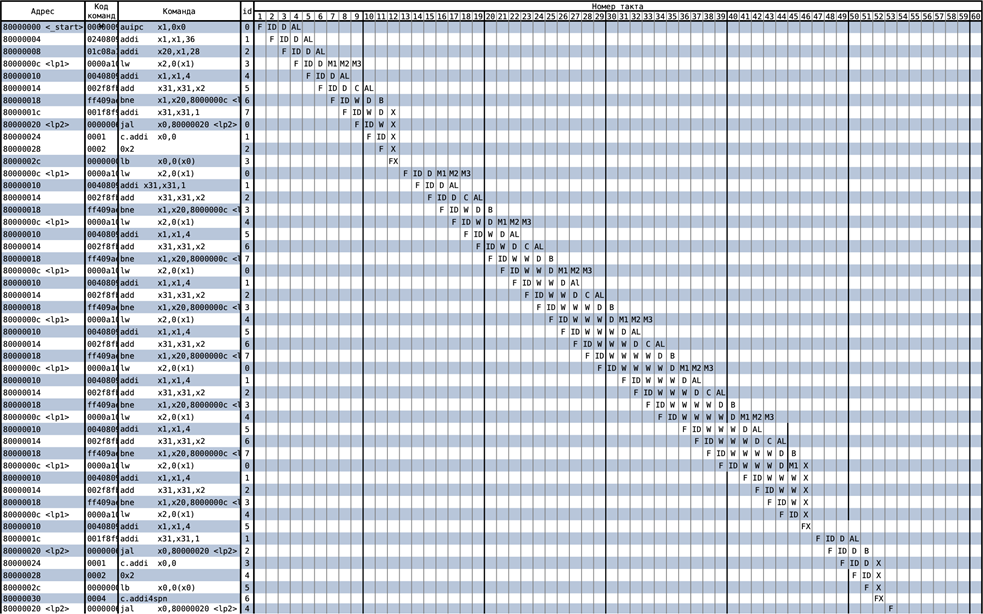 Адрес Код команд Команда id Номер такта
1 2 3 4 5 6 7 8 9 10 11 12 13 14 15 16 17 18 19 20 21 22 23 24 25 26 27 28 29 30 31 32 33 34 35 36 37 38 39 40 41 42 43 44 45 46 47 48 49 50 51 52 53 54 55 56 57 58 59 60
80000000 <_start> auipc x1,0x0 0 F ID D AL
80000004 024080 addi x1,x1,36 1 F ID D AL
80000008 01c08a addi x20,x1,28 2 F ID D AL
8000000c <lp1> 0000a10 lw x2,0(x1) 3 F ID D M1 M2 M3
80000010 004080 addi x1,x1,4 4 F ID D AL
80000014 002f8f add x31,x31,x2 5 F ID D C AL
80000018 ff409a bne x1,x20,8000000c <l 6 F ID W D B
8000001c 001f8f addi x31,x31,1 7 F ID W D X
80000020 <lp2> 000000 jal x0,80000020 <lp2> 0 F ID W X
80000024 0001 c.addi x0,0 1 F ID X
80000028 0002 0x2 2 F X
8000002c 000000 lb x0,0(x0) 3 FX
8000000c <lp1> 0000a10 lw x2,0(x1) 0 F ID D M1 M2 M3
80000010 004080 addi x31,x31,1 1 F ID D AL
80000014 002f8f add x31,x31,x2 2 F ID D C AL
80000018 ff409a bne x1,x20,8000000c <l 3 F ID W D B
8000000c <lp1> 0000a10 lw x2,0(x1) 4 F ID W D M1 M2 M3
80000010 004080 addi x1,x1,4 5 F ID W D AL
80000014 002f8f add x31,x31,x2 6 F ID W D C AL
80000018 ff409a bne x1,x20,8000000c <l 7 F ID W W D B
8000000c <lp1> 0000a10 lw x2,0(x1) 0 F ID W W D M1 M2 M3
80000010 004080 addi x1,x1,4 1 F ID W W D Al
80000014 002f8f add x31,x31,x2 2 F ID W W D C AL
80000018 ff409a bne x1,x20,8000000c <l 3 F ID W W W D B
8000000c <lp1> 0000a10 lw x2,0(x1) 4 F ID W W W D M1 M2 M3
80000010 004080 addi x1,x1,4 5 F ID W W W D AL
80000014 002f8f add x31,x31,x2 6 F ID W W W D C AL
80000018 ff409a bne x1,x20,8000000c <l 7 F ID W W W W D B
8000000c <lp1> 0000a10 lw x2,0(x1) 0 F ID W W W W D M1 M2 M3
80000010 004080 addi x1,x1,4 1 F ID W W W D AL
80000014 002f8f add x31,x31,x2 2 F ID W W W W D C AL
80000018 ff409a bne x1,x20,8000000c <l 3 F ID W W W W D B
8000000c <lp1> 0000a10 lw x2,0(x1) 4 F ID W W W W D M1 M2 M3
80000010 004080 addi x1,x1,4 5 F ID W W W D AL
80000014 002f8f add x31,x31,x2 6 F ID W W W D C AL
80000018 ff409a bne x1,x20,8000000c <l 7 F ID W W W W D B
8000000c <lp1> 0000a10 lw x2,0(x1) 0 F ID W W W D M1 X
80000010 004080 addi x1,x1,4 1 F ID W W W X
80000014 002f8f add x31,x31,x2 2 F ID W W X
80000018 ff409a bne x1,x20,8000000c <l 3 F ID W X
8000000c <lp1> 0000a10 lw x2,0(x1) 4 F ID X
80000010 004080 addi x1,x1,4 5 FX
8000001c 001f8f addi x31,x31,1 1 F ID D AL
80000020 <lp2> 000000 jal x0,80000020 <lp2> 2 F ID D B
80000024 0001 c.addi x0,0 3 F ID D X
80000028 0002 0x2 4 F ID X
8000002c 000000 lb x0,0(x0) 5 F X
80000030 0004 c.addi4spn 6 FX
80000020 <lp2> 000000 jal x0,80000020 <lp2> 4 F